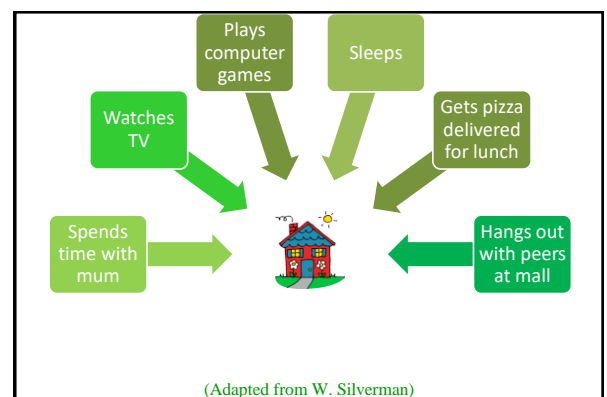 Plays
computer
games
Sleeps
Watches
TV
Gets pizza
delivered
for lunch
Spends
time with
mum
Hangs out
with peers
at mall
(Adapted from W. Silverman)